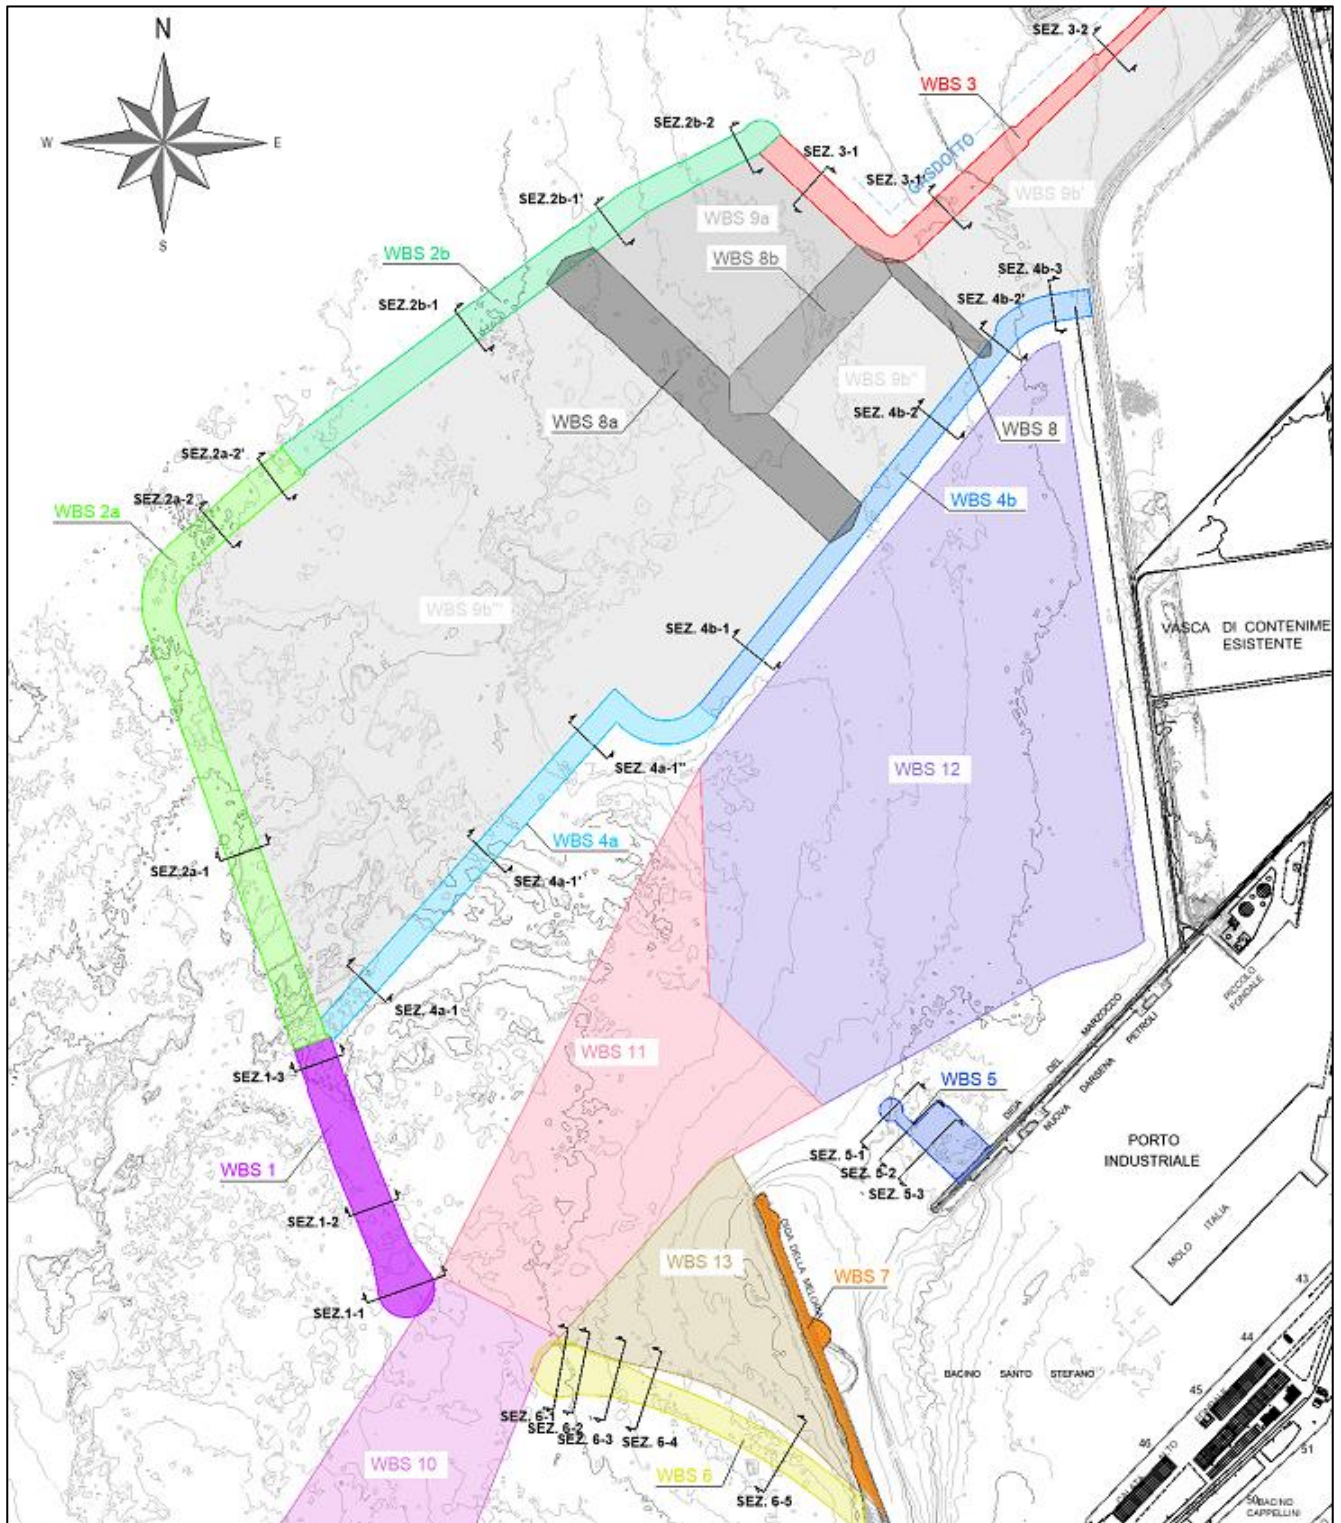 N
W
E
S
SEZ. 3-2
WBS 3
SEZ.2b-2
SEZ. 3-1
GASDOTTO
SEZ. 3-1'
SEZ.2b-1'
WBS 9a
WBS 9b'
WBS 2b
WBS 8b
SEZ. 4b-3
SEZ.2b-1
SEZ. 4b-2'
WBS 9b''
WBS 8a
SEZ. 4b-2
WBS 8
SEZ.2a-2'
SEZ.2a-2
WBS 2a
WBS 4b
WBS 9b'''
SEZ. 4b-1
VASCA DI CONTENIME
ESISTENTE
SEZ. 4a-1''
WBS 12
WBS 4a
SEZ.2a-1
SEZ. 4a-1'
SEZ. 4a-1
PICCOLO
FONDALE
WBS 11
SEZ.1-3
DIGA DEL MARZOCCO
NUOVA DARSENA PETROLI
WBS 5
WBS 1
SEZ. 5-1
SEZ. 5-2
SEZ. 5-3
PORTO
INDUSTRIALE
SEZ.1-2
MOLO ITALIA
DIGA DELLA MELORIA
WBS 13
WBS 7
SEZ.1-1
43
44
BACINO SANTO STEFANO
45
SEZ. 6-1
SEZ. 6-2
SEZ. 6-3
SEZ. 6-4
46
51
WBS 10
WBS 6
SEZ. 6-5
50
BACINO
CAPPELLINI